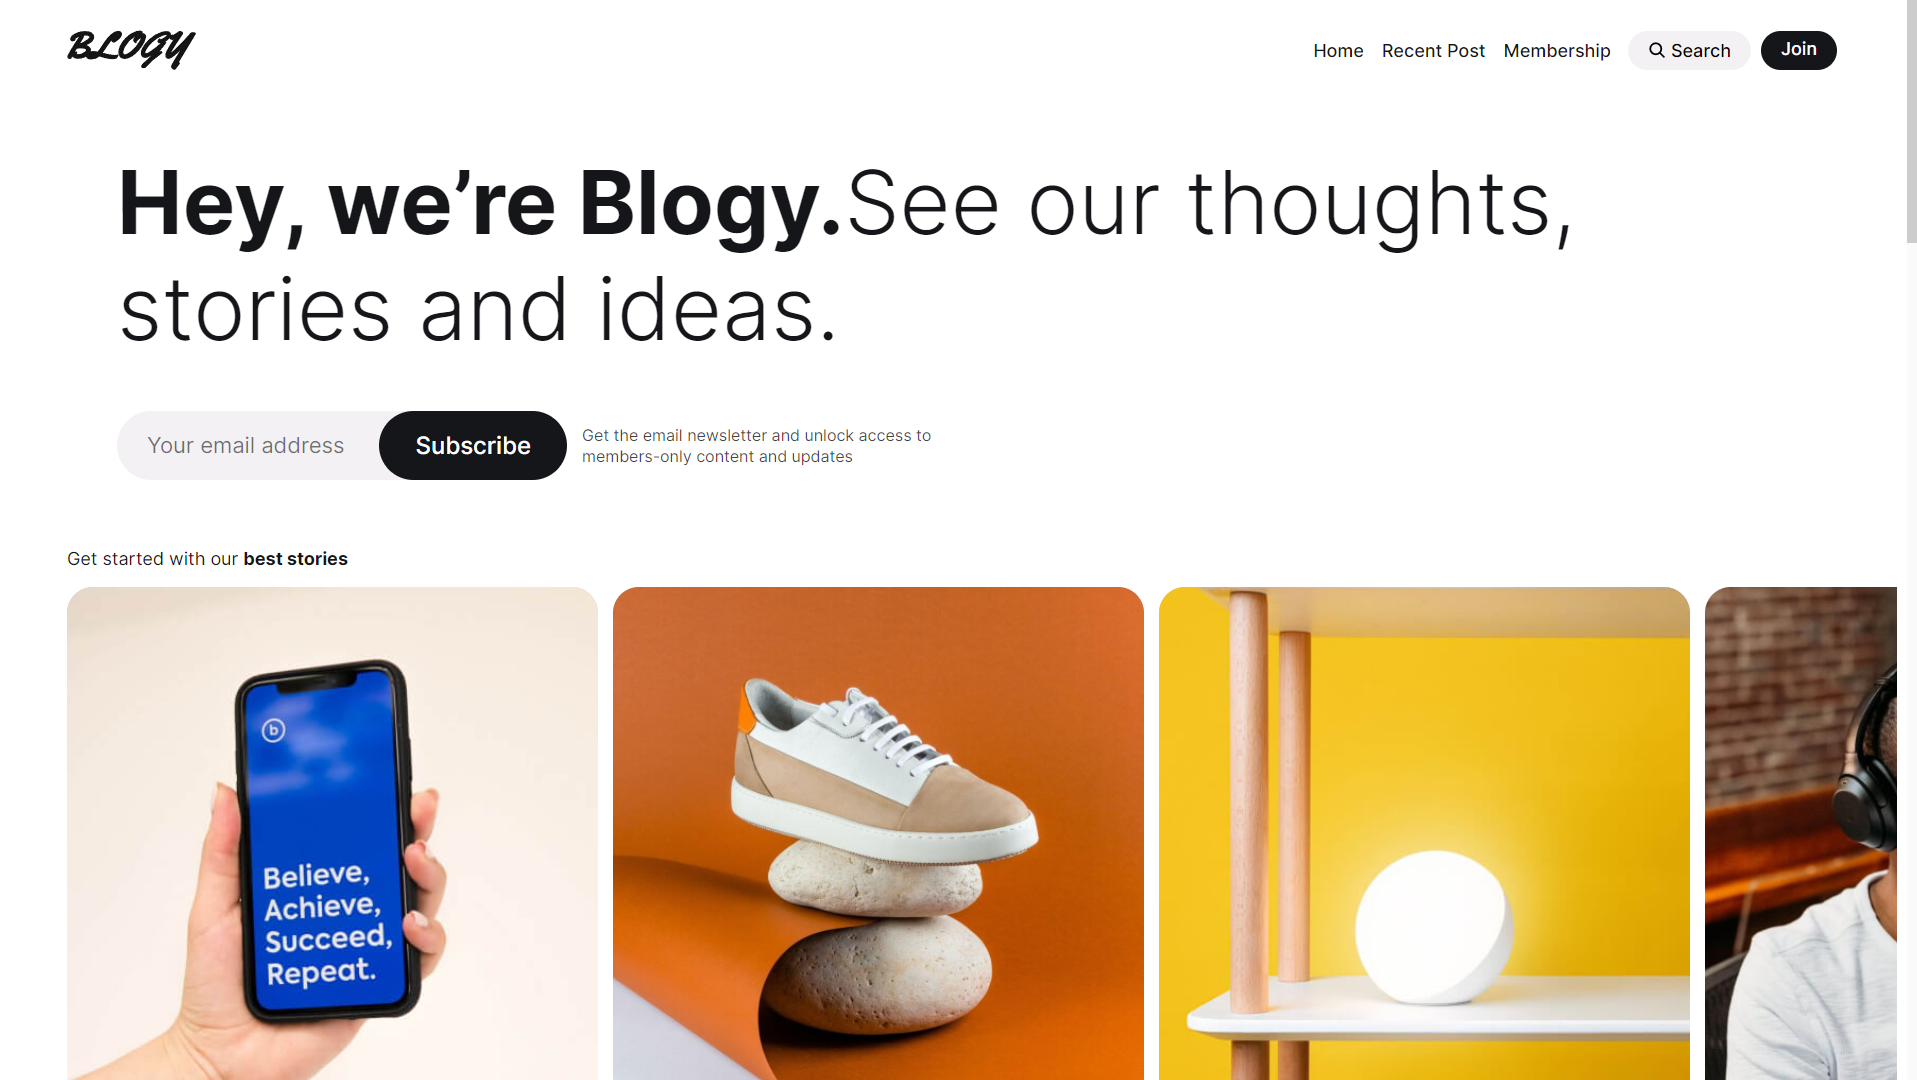 BLOGY
Home Recent Post Membership Search Join
Hey, we’re Blogy.See our thoughts,
stories and ideas.
Your email address Subscribe
Get the email newsletter and unlock access to
members-only content and updates
Get started with our best stories
b
Believe,
Achieve,
Succeed,
Repeat.